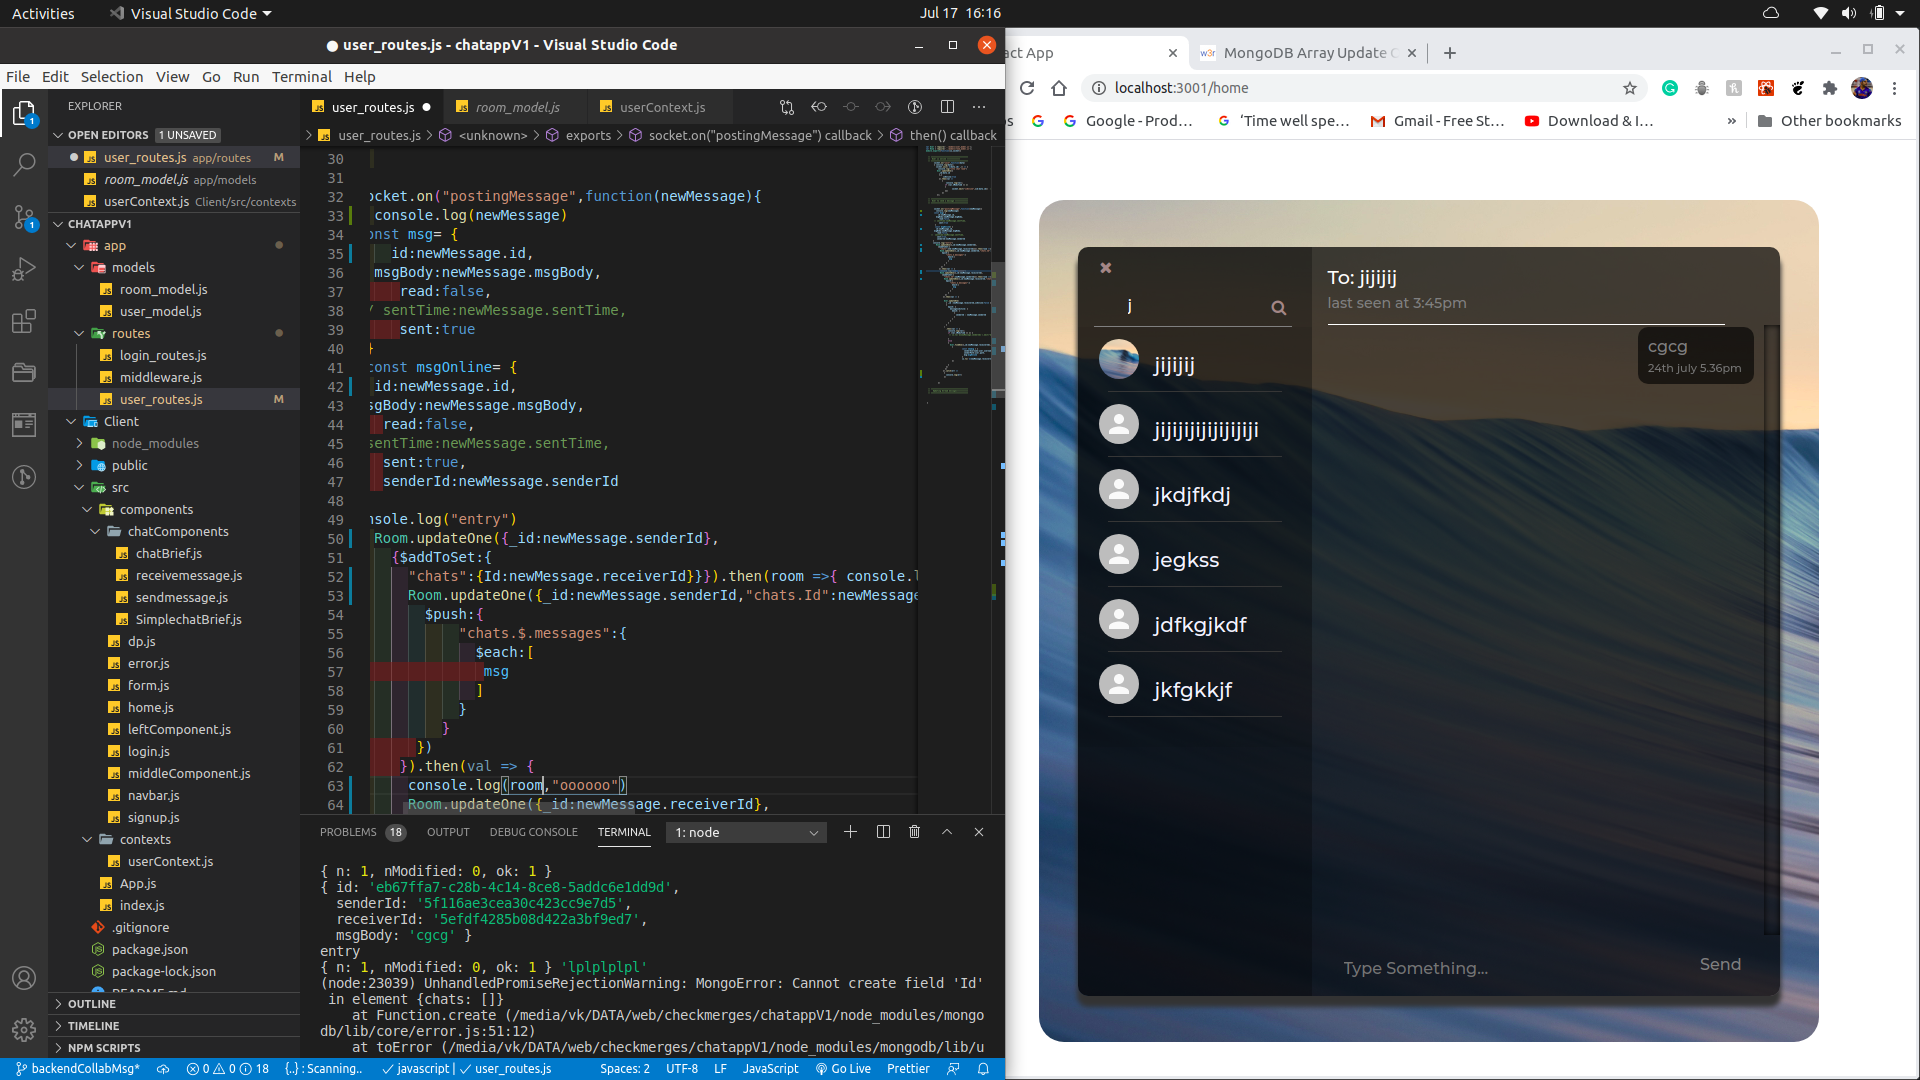 Activities
Visual Studio Code
Jul 17 16:16
user_routes.js - chatappV1 - Visual Studio Code
File Edit Selection View Go Run Terminal Help
EXPLORER
OPEN EDITORS 1 UNSAVED
user_routes.js app/routes M
room_model.js app/models
userContext.js Client/src/contexts
CHATAPPV1
app
models
room_model.js
user_model.js
routes
login_routes.js
middleware.js
user_routes.js M
Client
node_modules
public
src
components
chatComponents
chatBrief.js
receivemessage.js
sendmessage.js
SimplechatBrief.js
dp.js
error.js
form.js
home.js
leftComponent.js
login.js
middleComponent.js
navbar.js
signup.js
contexts
userContext.js
App.js
index.js
.gitignore
package.json
package-lock.json
README.md
OUTLINE
TIMELINE
NPM SCRIPTS
user_routes.js room_model.js userContext.js
user_routes.js > <unknown> > exports > socket.on("postingMessage") callback > then() callback
30
31
32 ocket.on("postingMessage",function(newMessage){
33 console.log(newMessage)
34 onst msg= {
35 id:newMessage.id,
36 msgBody:newMessage.msgBody,
37 read:false,
38 / sentTime:newMessage.sentTime,
39 sent:true
40 }
41 const msgOnline= {
42 id:newMessage.id,
43 sgBody:newMessage.msgBody,
44 read:false,
45 sentTime:newMessage.sentTime,
46 sent:true,
47 senderId:newMessage.senderId
48
49 nsole.log("entry")
50 Room.updateOne({_id:newMessage.senderId},
51 {$addToSet:{
52 "chats":{Id:newMessage.receiverId}}}).then(room =>{ console.l
53 Room.updateOne({_id:newMessage.senderId,"chats.Id":newMessage
54 $push:{
55 "chats.$.messages":{
56 $each:[
57 msg
58 ]
59 }
60 }
61 })
62 }).then(val => {
63 console.log(room,"oooooo")
64 Room.updateOne({_id:newMessage.receiverId},
PROBLEMS 18 OUTPUT DEBUG CONSOLE TERMINAL 1: node
{ n: 1, nModified: 0, ok: 1 }
{ id: 'eb67ffa7-c28b-4c14-8ce8-5addc6e1dd9d',
senderId: '5f116ae3cea30c423cc9e7d5',
receiverId: '5efdf4285b08d422a3bf9ed7',
msgBody: 'cgcg' }
entry
{ n: 1, nModified: 0, ok: 1 } 'lplplplpl'
(node:23039) UnhandledPromiseRejectionWarning: MongoError: Cannot create field 'Id'
in element {chats: []}
at Function.create (/media/vk/DATA/web/checkmerges/chatappV1/node_modules/mongo
db/lib/core/error.js:51:12)
at toError (/media/vk/DATA/web/checkmerges/chatappV1/node_modules/mongodb/lib/u
backendCollabMsg* 0 0 18 {..} : Scanning.. javascript | user_routes.js Spaces: 2 UTF-8 LF JavaScript Go Live Prettier
act App
w3r MongoDB Array Update O
localhost:3001/home
os Google - Prod... ‘Time well spe... Gmail - Free St... Download & I... » Other bookmarks
j
jijijij
jijijijijijijijiji
jkdjfkdj
jegkss
jdfkgjkdf
jkfgkkjf
To: jijijij
last seen at 3:45pm
cgcg
24th july 5.36pm
Type Something...
Send